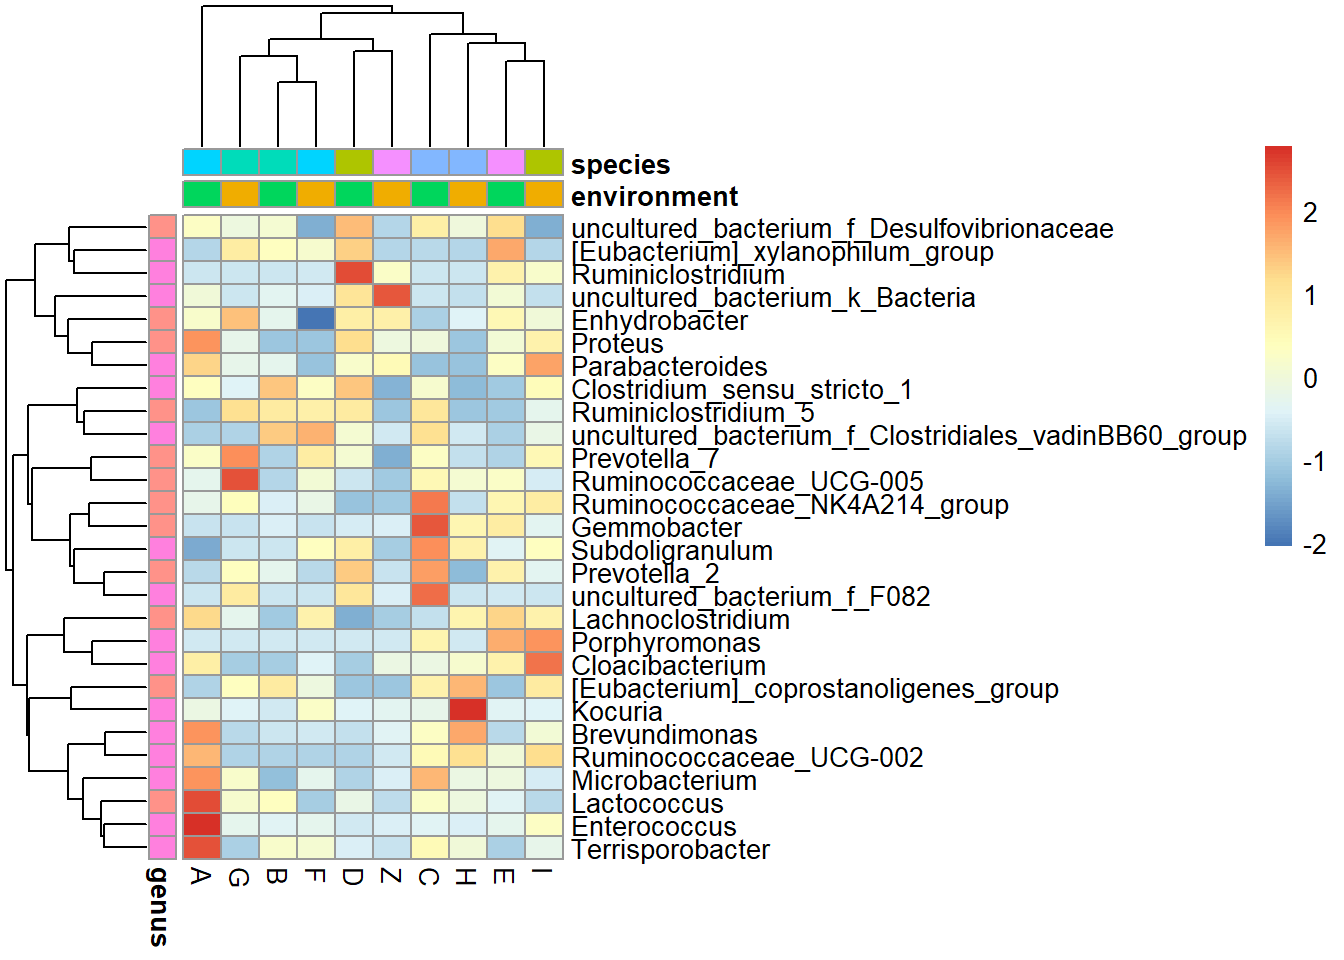 species
environment
uncultured_bacterium_f_Desulfovibrionaceae
[Eubacterium]_xylanophilum_group
Ruminiclostridium
uncultured_bacterium_k_Bacteria
Enhydrobacter
Proteus
Parabacteroides
Clostridium_sensu_stricto_1
Ruminiclostridium_5
uncultured_bacterium_f_Clostridiales_vadinBB60_group
Prevotella_7
Ruminococcaceae_UCG-005
Ruminococcaceae_NK4A214_group
Gemmobacter
Subdoligranulum
Prevotella_2
uncultured_bacterium_f_F082
Lachnoclostridium
Porphyromonas
Cloacibacterium
[Eubacterium]_coprostanoligenes_group
Kocuria
Brevundimonas
Ruminococcaceae_UCG-002
Microbacterium
Lactococcus
Enterococcus
Terrisporobacter
genus
A G B F D Z C H E I
2
1
0
-1
-2